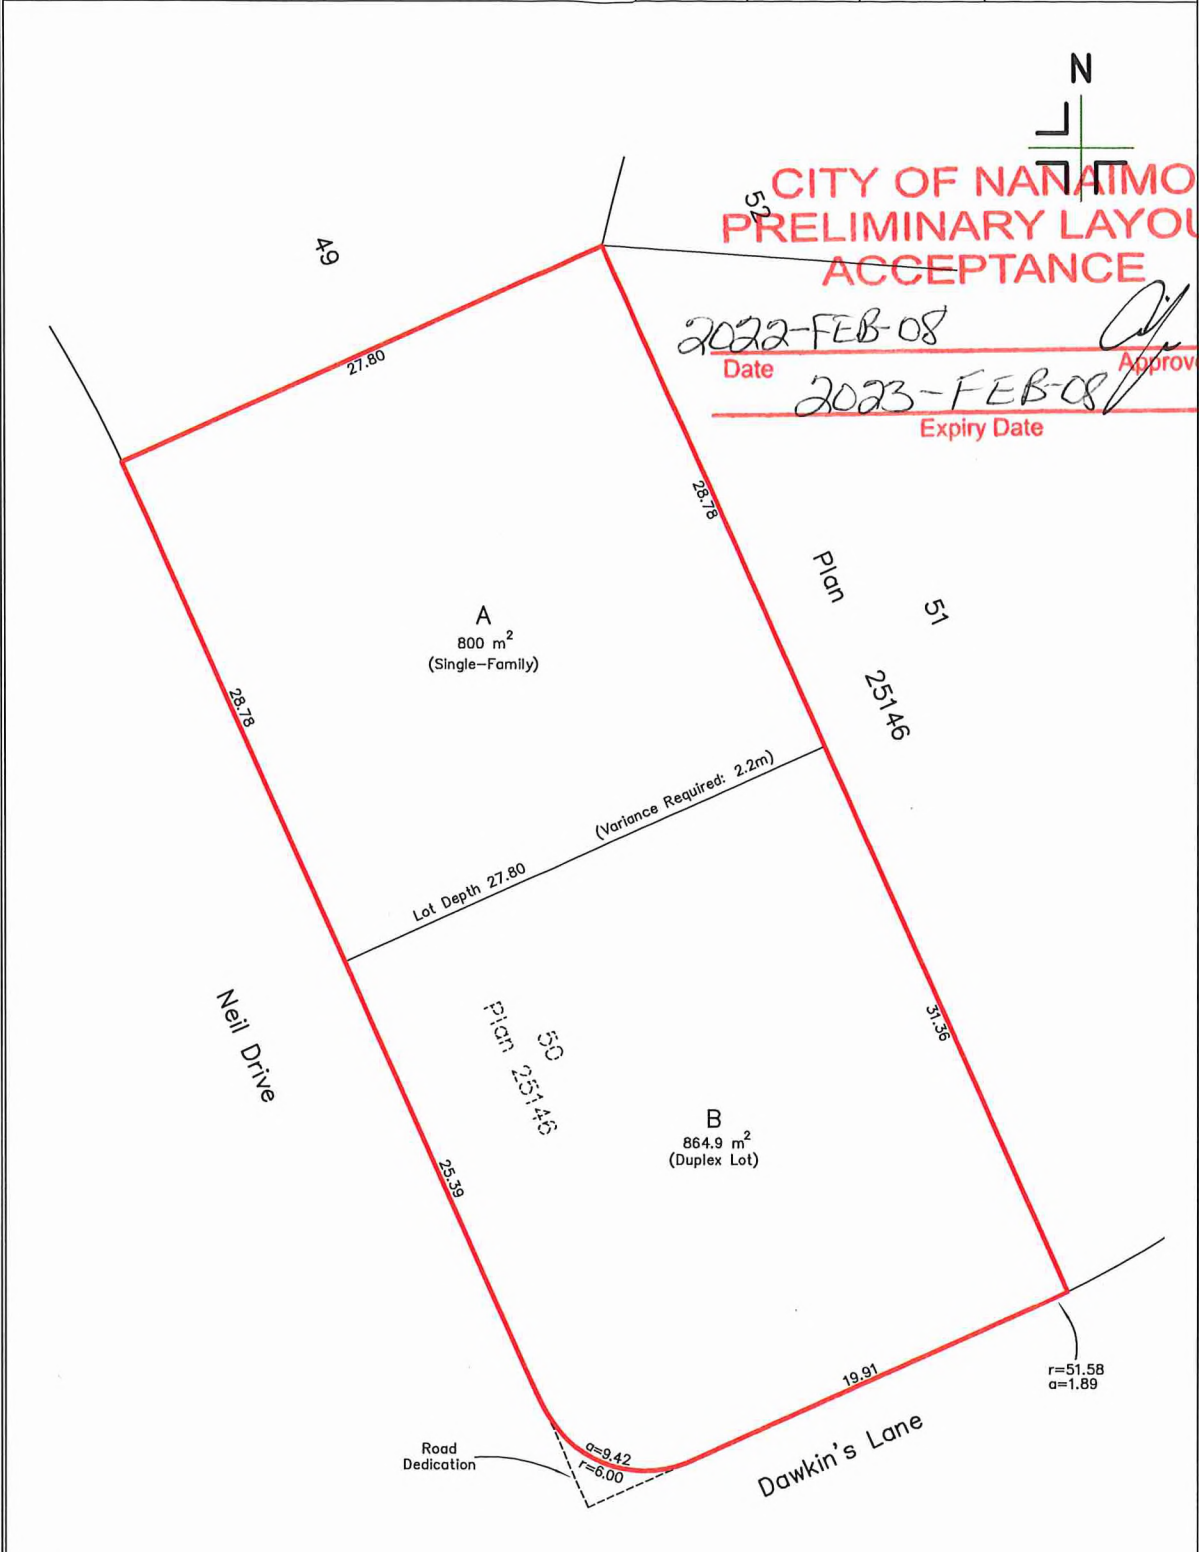 N
CITY OF NANAIMO
PRELIMINARY LAYOU
ACCEPTANCE
2022-FEB-08
Date
Approv
2023-FEB-08
Expiry Date
52
49
27.80
28.78
Plan 25146
51
A
800 m²
(Single-Family)
28.78
(Variance Required: 2.2m)
Lot Depth 27.80
31.36
Neil Drive
50
Plan 25146
B
864.9 m²
(Duplex Lot)
25.39
19.91
r=51.58
a=1.89
a=9.42
r=6.00
Road
Dedication
Dawkin's Lane